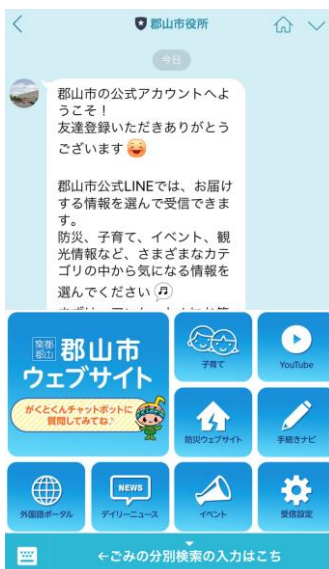 郡山市役所
今日
郡山市の公式アカウントへよ
うこそ！
友達登録いただきありがとう
ございます
郡山市公式LINEでは、お届け
する情報を選んで受信できま
す。
防災、子育て、イベント、観
光情報など、さまざまなカテ
ゴリの中から気になる情報を
選んでください
郡山市
ウェブサイト
がくとくんチャットボットに
質問してみてね♪
子育て
YouTube
防災ウェブサイト
手続きナビ
外国語ポータル
NEWS
デイリーニュース
イベント
受信設定
←ごみの分別検索の入力はこち